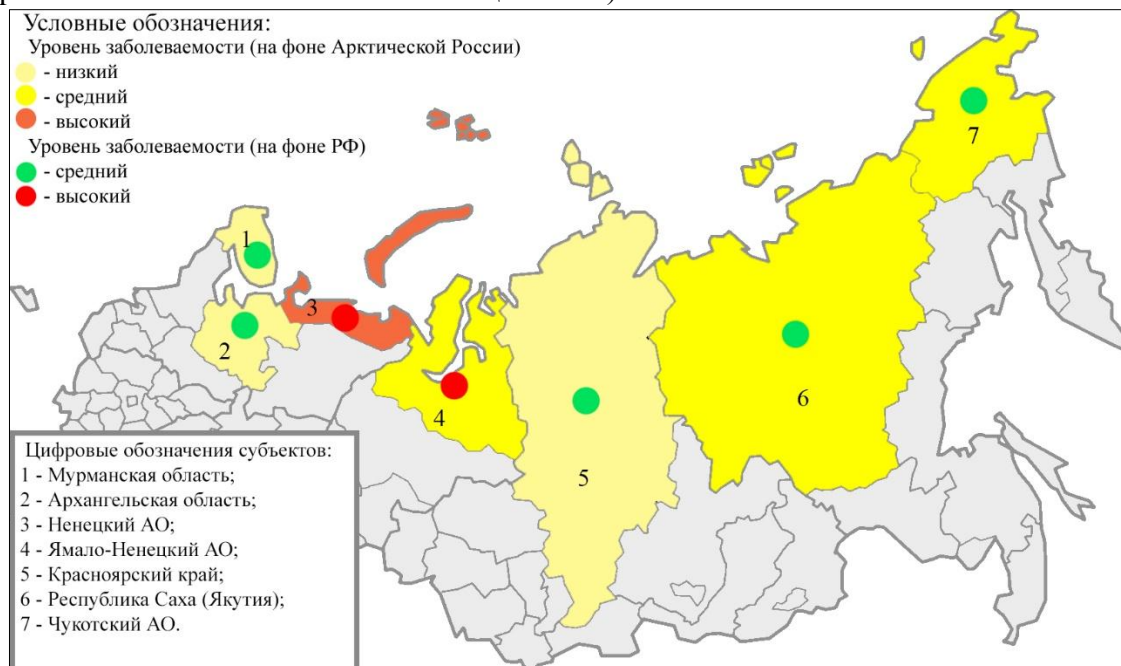 Условные обозначения:
Уровень заболеваемости (на фоне Арктической России)
- низкий
- средний
- высокий
Уровень заболеваемости (на фоне РФ)
- средний
- высокий
1
2
3
4
5
6
7
Цифровые обозначения субъектов:
1 - Мурманская область;
2 - Архангельская область;
3 - Ненецкий АО;
4 - Ямало-Ненецкий АО;
5 - Красноярский край;
6 - Республика Саха (Якутия);
7 - Чукотский АО.